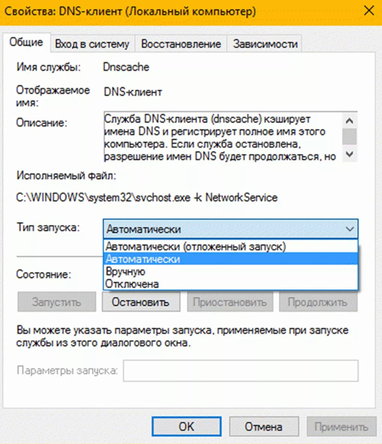 Свойства: DNS-клиент (Локальный компьютер)
Общие Вход в систему Восстановление Зависимости
Имя службы: Dnscache
Отображаемое имя: DNS-клиент
Описание: Служба DNS-клиента (dnscache) кэширует
имена DNS и регистрирует полное имя этого
компьютера. Если служба остановлена,
разрешение имен DNS будет продолжаться, но
Исполняемый файл:
C:\WINDOWS\system32\svchost.exe -k NetworkService
Тип запуска: Автоматически
Автоматически (отложенный запуск)
Автоматически
Вручную
Отключена
Состояние:
Запустить Остановить Приостановить Продолжить
Вы можете указать параметры запуска, применяемые при запуске
службы из этого диалогового окна.
Параметры запуска:
OK Отмена Применить